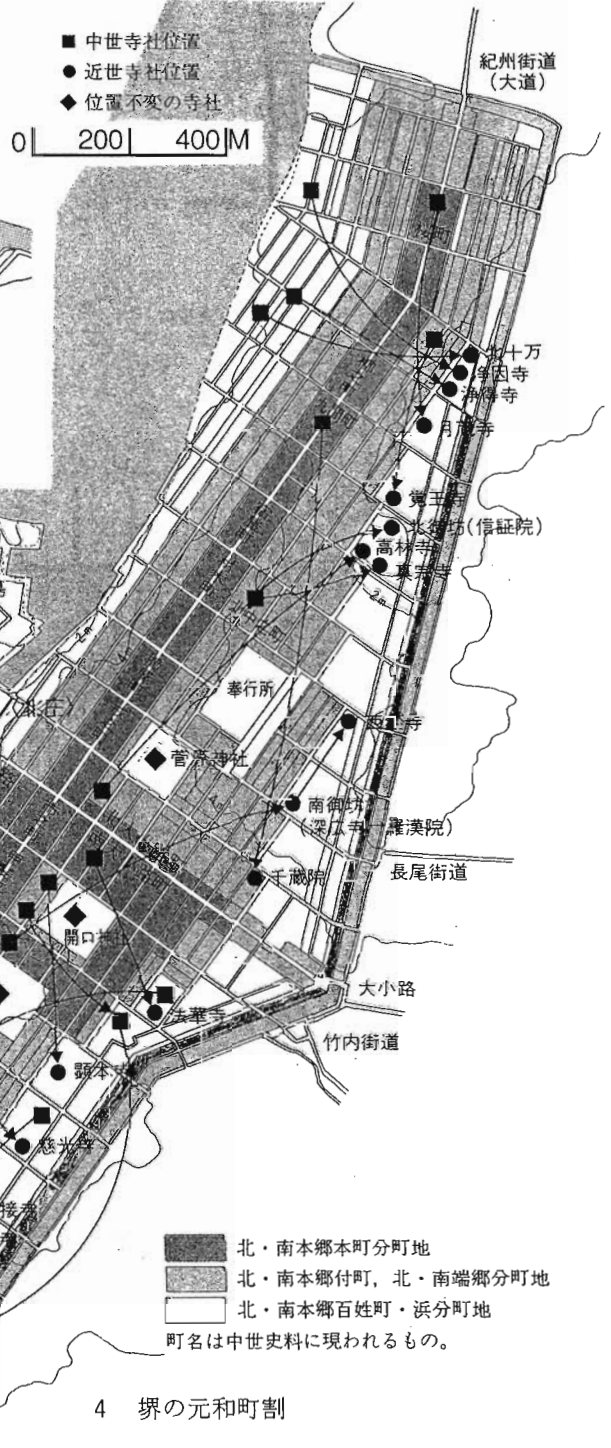 ■ 中世寺社位置
● 近世寺社位置
◆ 位置不変の寺社
0 200 400M
紀州街道
(大道)
浄因寺
浄得寺
覚王寺
北御坊(信証院)
高林寺
真宗寺
2m
2m
奉行所
(北庄)
菅原神社
南御坊
羅漢院)
長尾街道
千蔵院
開口神社
大小路
法華寺
竹内街道
顕本
慈光寺
北・南本郷本町分町地
北・南本郷付町,北・南端郷分町地
北・南本郷百姓町・浜分町地
町名は中世史料に現われるもの。
4 堺の元和町割